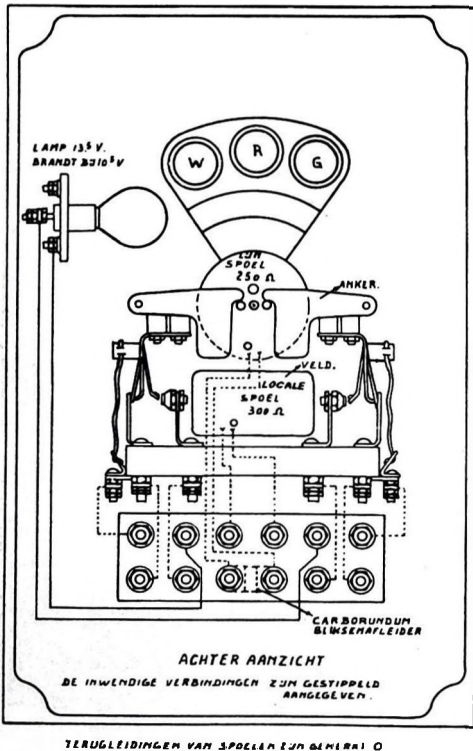 LAMP 13.5 V.
BRANDT BIJ 10.5 V
W
R
G
LIJN
SPOEL
250 Ω
ANKER.
VELD.
LOCALE
SPOEL
300 Ω
CARBORUNDUM
BLIKSEMAFLEIDER
ACHTER AANZICHT
DE INWENDIGE VERBINDINGEN ZIJN GESTIPPELD
AANGEGEVEN.
TERUGLEIDINGEN VAN SPOELEN ZIJN GEMERKT O